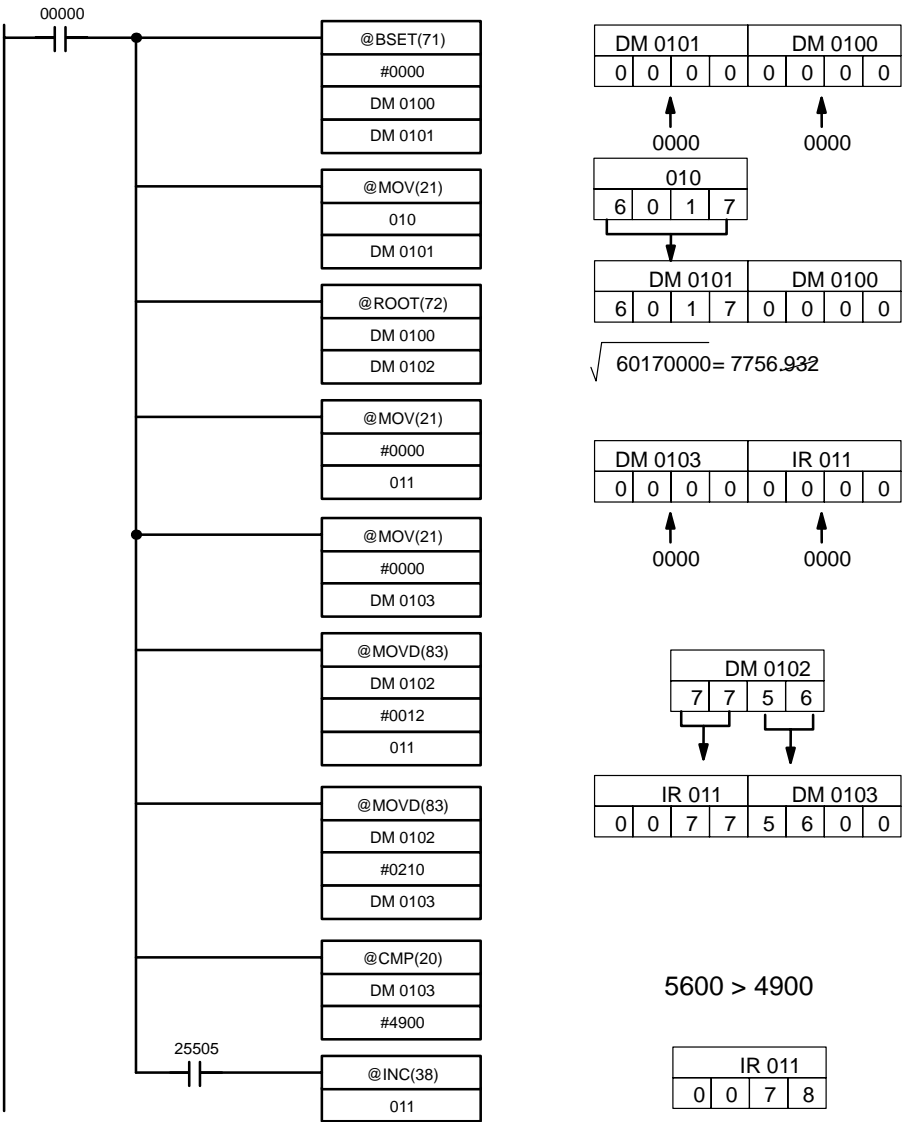 00000
@BSET(71)
#0000
DM 0100
DM 0101
DM 0101 DM 0100
0 0 0 0 0 0 0 0
0000 0000
@MOV(21)
010
DM 0101
010
6 0 1 7
DM 0101 DM 0100
6 0 1 7 0 0 0 0
@ROOT(72)
DM 0100
DM 0102
√60170000= 7756.932
@MOV(21)
#0000
011
DM 0103 IR 011
0 0 0 0 0 0 0 0
0000 0000
@MOV(21)
#0000
DM 0103
@MOVD(83)
DM 0102
#0012
011
DM 0102
7 7 5 6
IR 011 DM 0103
0 0 7 7 5 6 0 0
@MOVD(83)
DM 0102
#0210
DM 0103
@CMP(20)
DM 0103
#4900
5600 > 4900
25505
@INC(38)
011
IR 011
0 0 7 8